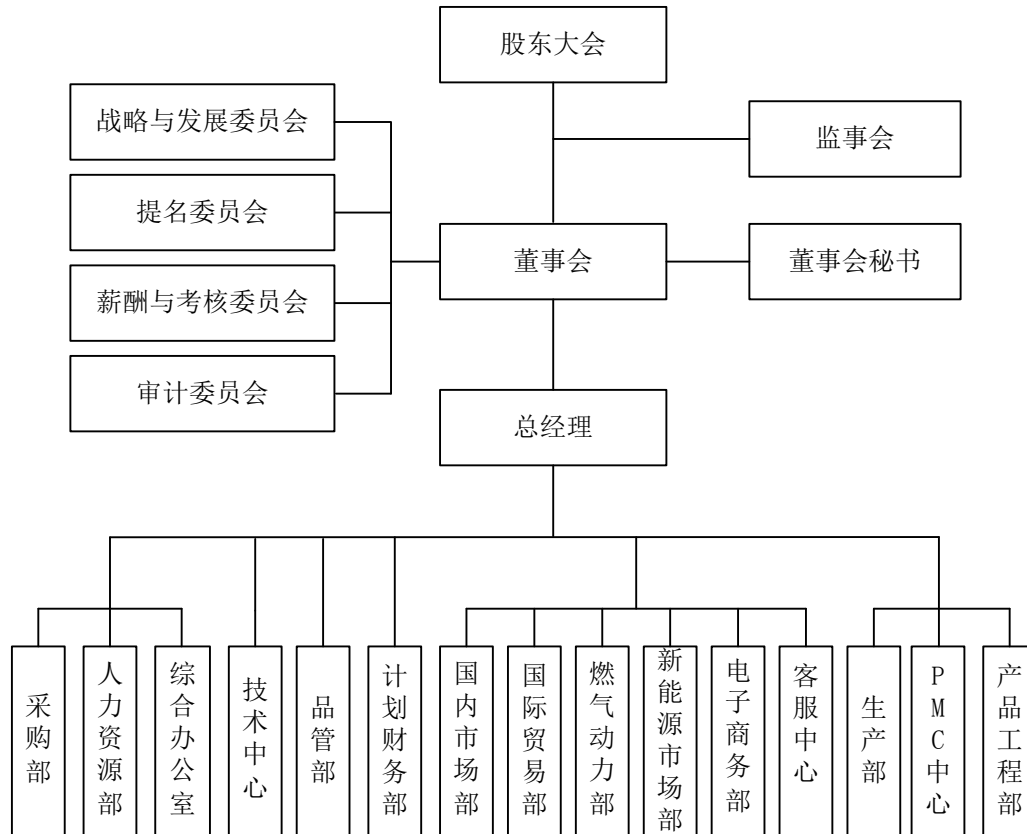 股东大会
战略与发展委员会
监事会
提名委员会
董事会
董事会秘书
薪酬与考核委员会
审计委员会
总经理
采购部
人力资源部
综合办公室
技术中心
品管部
计划财务部
国内市场部
国际贸易部
燃气动力部
新能源市场部
电子商务部
客服中心
生产部
PMC中心
产品工程部